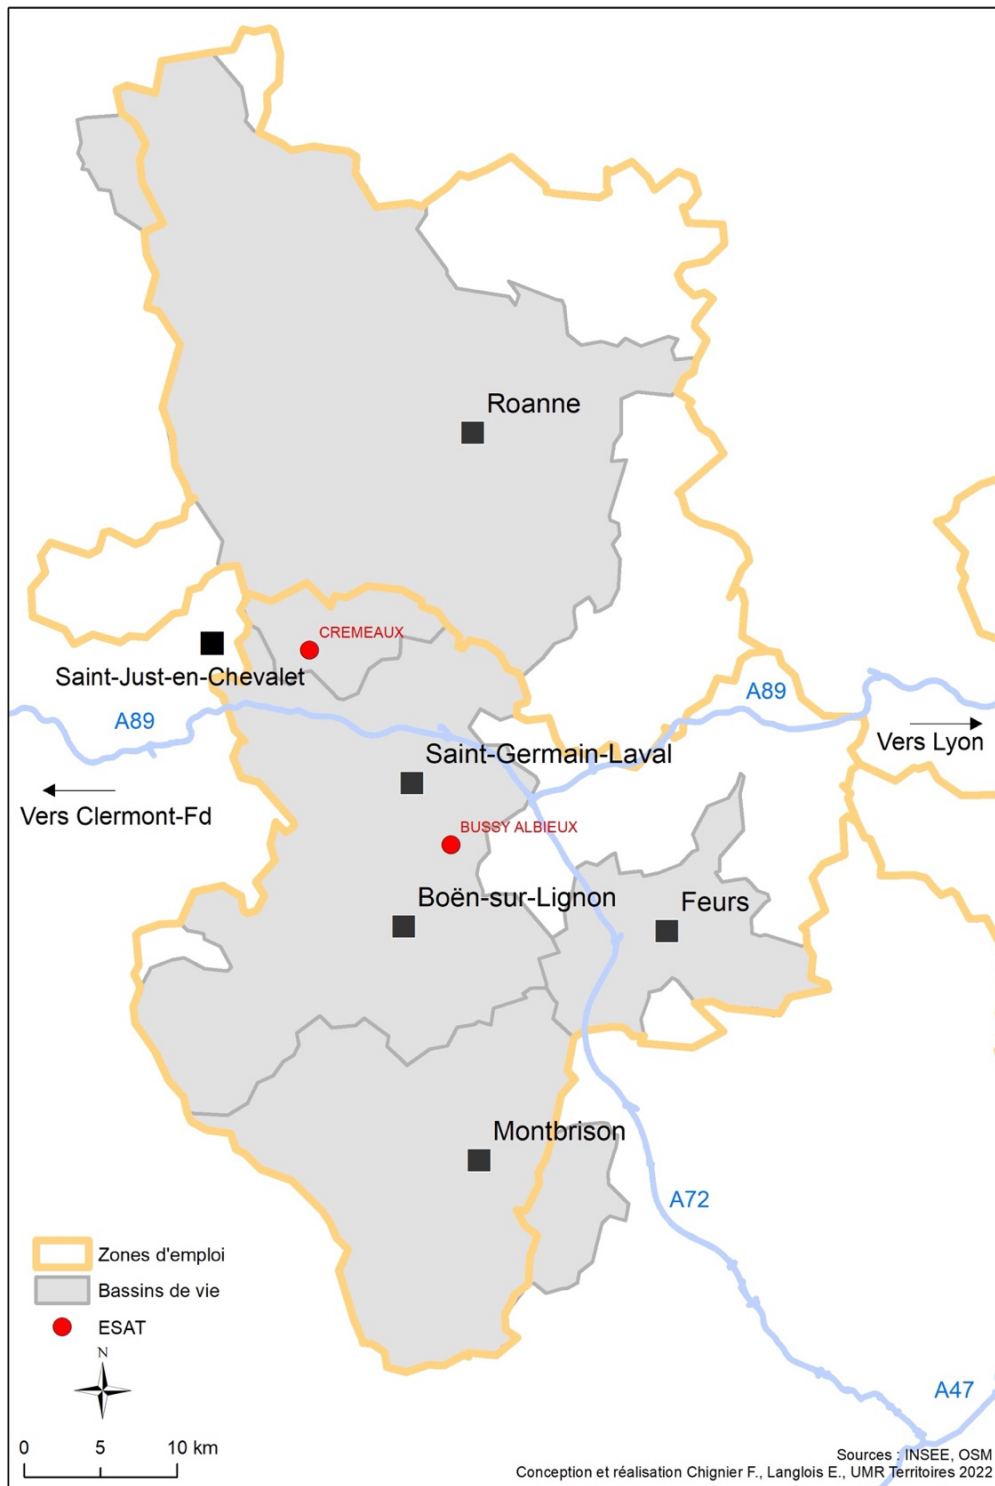 Roanne
CREMEAUX
Saint-Just-en-Chevalet
A89
A89
Vers Lyon
Saint-Germain-Laval
Vers Clermont-Fd
BUSSY ALBIEUX
Boën-sur-Lignon
Feurs
Montbrison
A72
Zones d'emploi
Bassins de vie
ESAT
N
A47
0 5 10 km
Sources : INSEE, OSM
Conception et réalisation Chignier F., Langlois E., UMR Territoires 2022